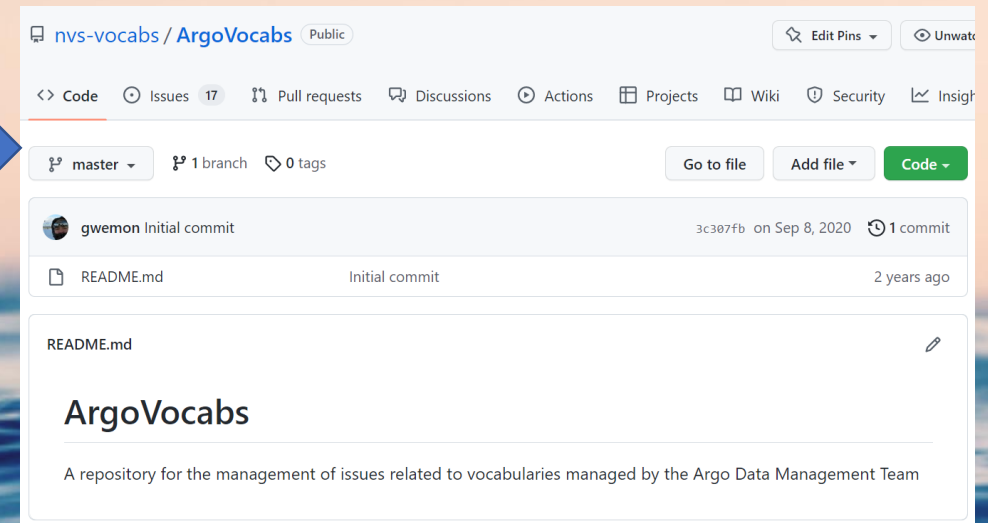 nvs-vocabs / ArgoVocabs Public Edit Pins Unwatc
Code Issues 17 Pull requests Discussions Actions Projects Wiki Security Insigh
master 1 branch 0 tags Go to file Add file Code
gwemon Initial commit 3c307fb on Sep 8, 2020 1 commit
README.md Initial commit 2 years ago
README.md
ArgoVocabs
A repository for the management of issues related to vocabularies managed by the Argo Data Management Team